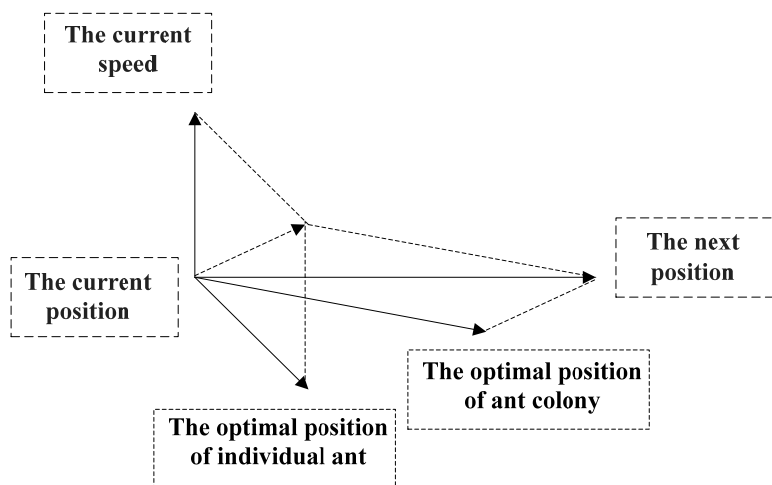 The current
speed
The next
position
The current
position
The optimal position
of ant colony
The optimal position
of individual ant